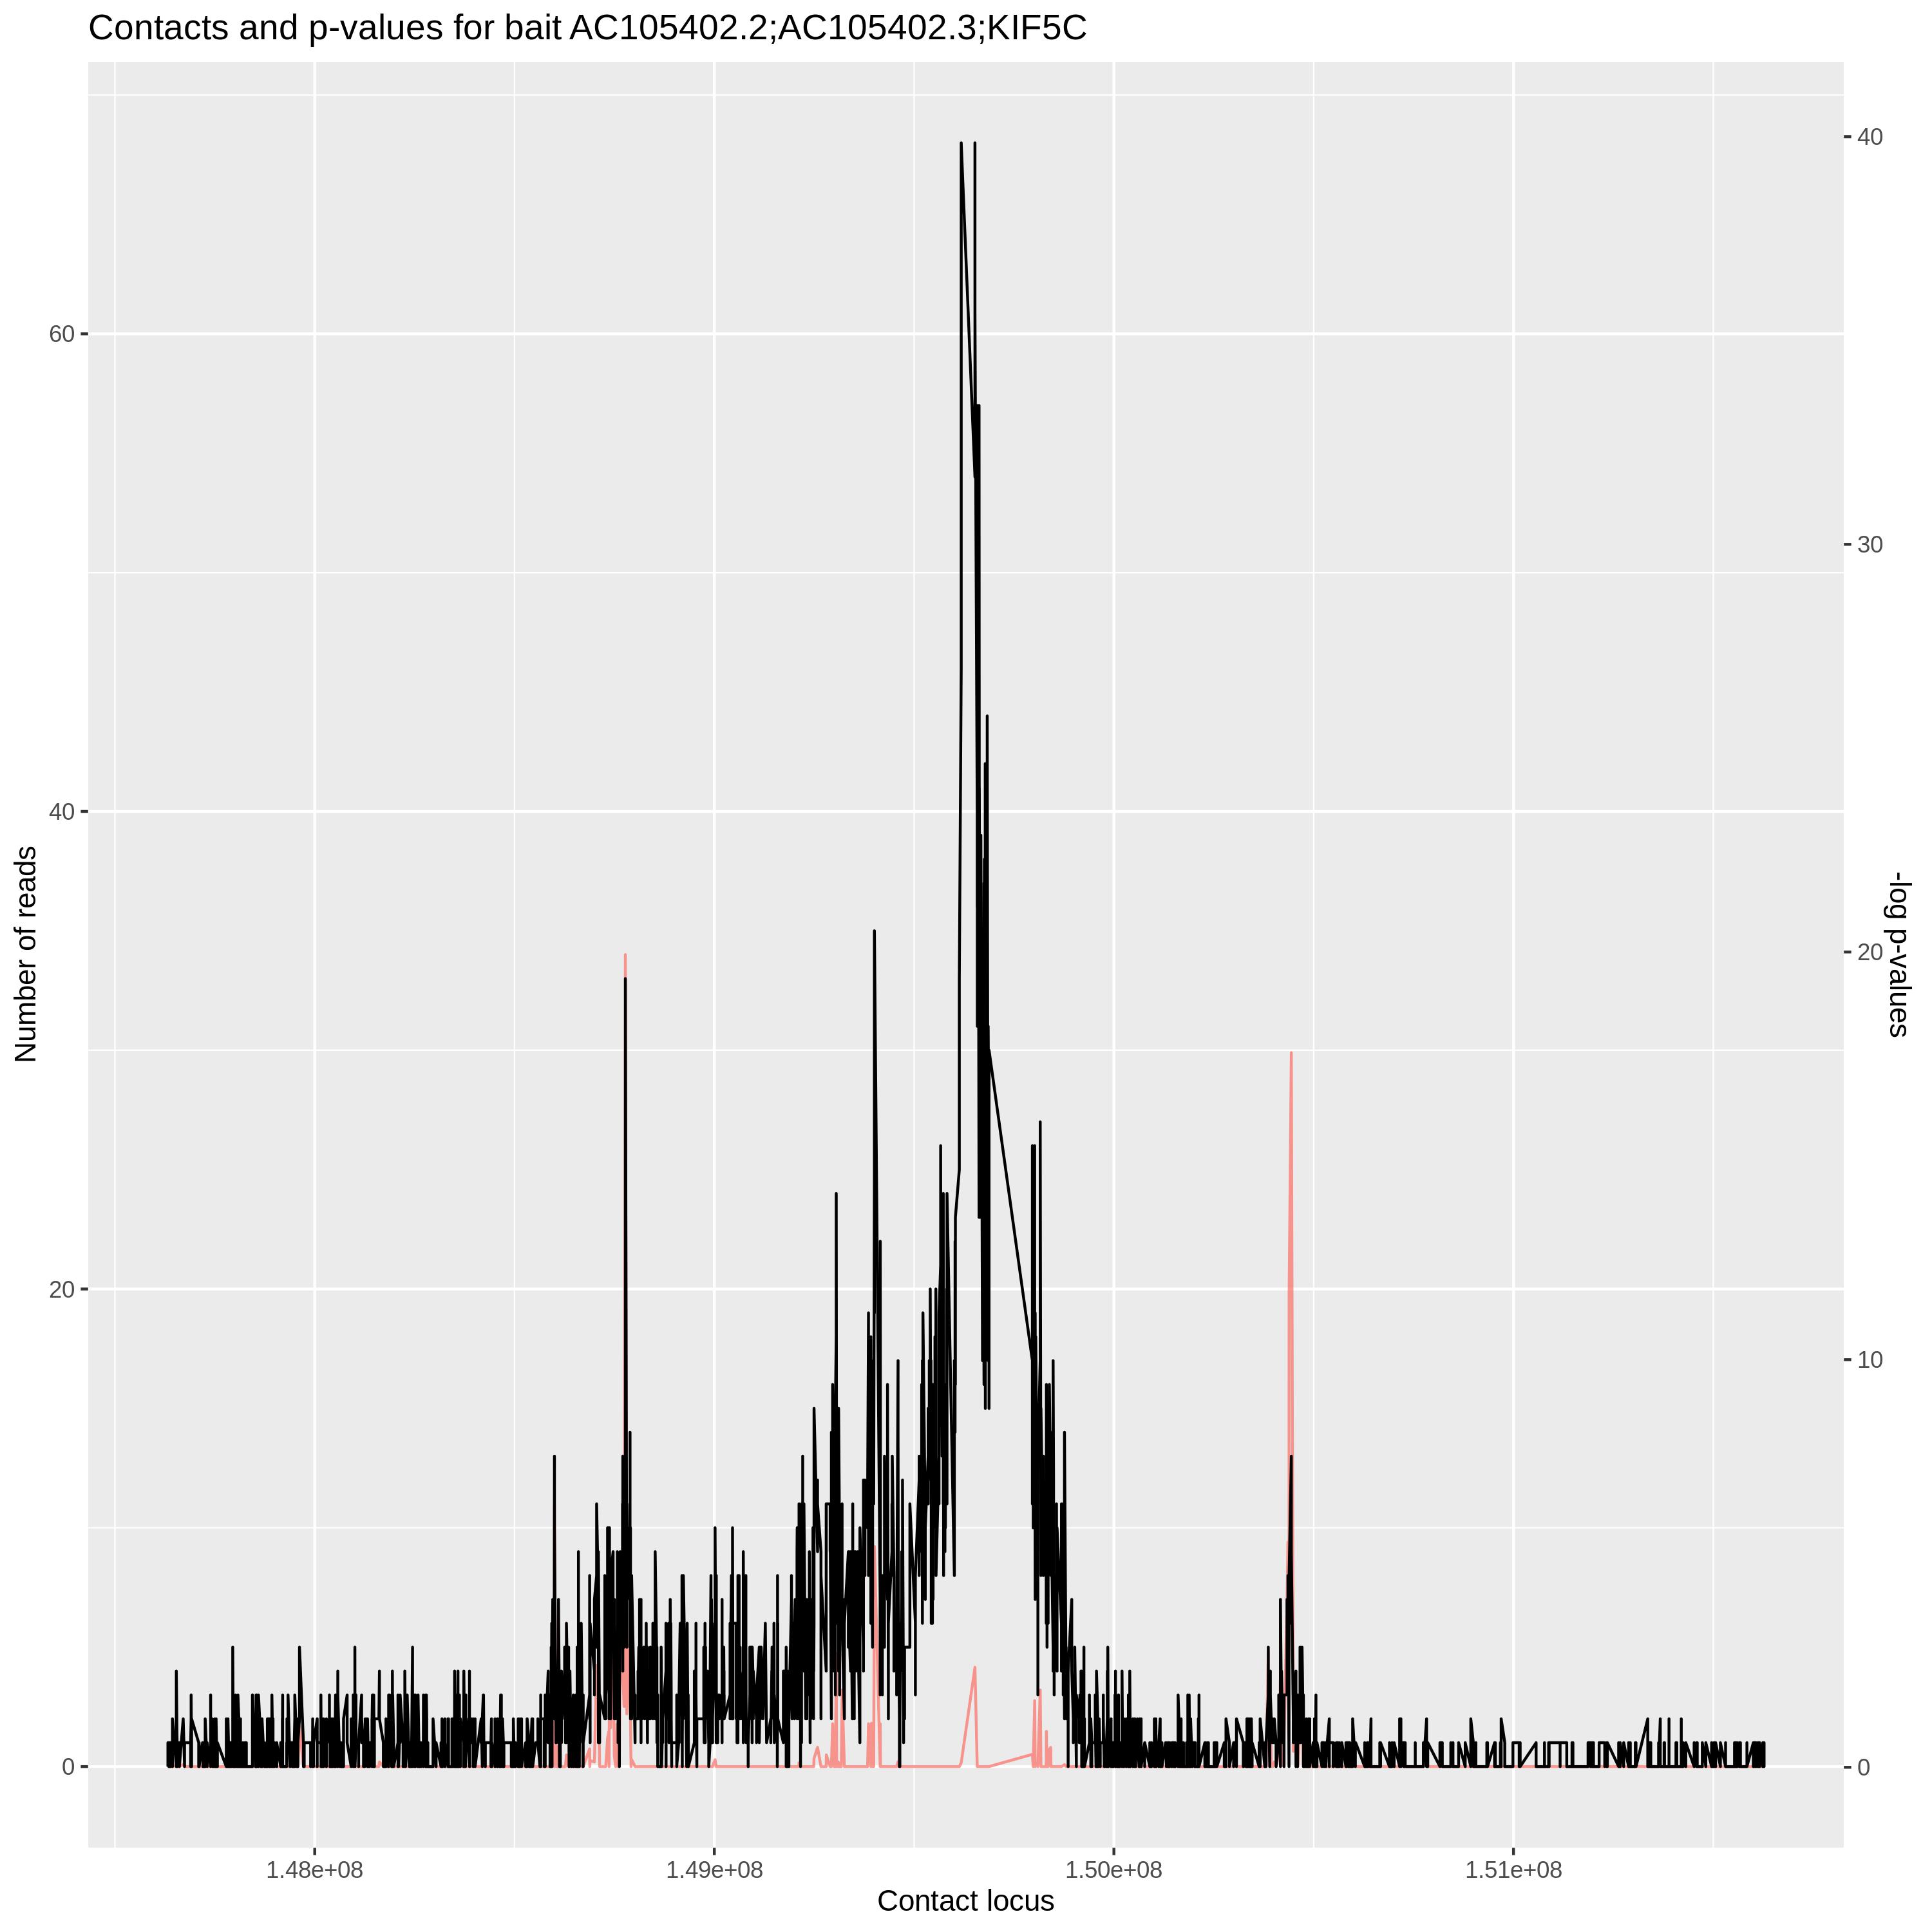 Contacts and p-values for bait AC105402.2;AC105402.3;KIF5C
Number of reads
60
40
20
0
-log p-values
40
30
20
10
0
1.48e+08
1.49e+08
1.50e+08
1.51e+08
Contact locus